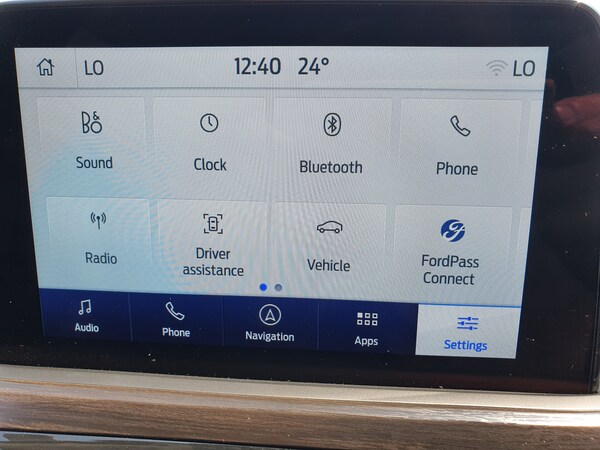 LO 12:40 24° LO
B&O
Sound Clock Bluetooth Phone
Radio Driver assistance Vehicle FordPass Connect
Audio Phone Navigation Apps Settings